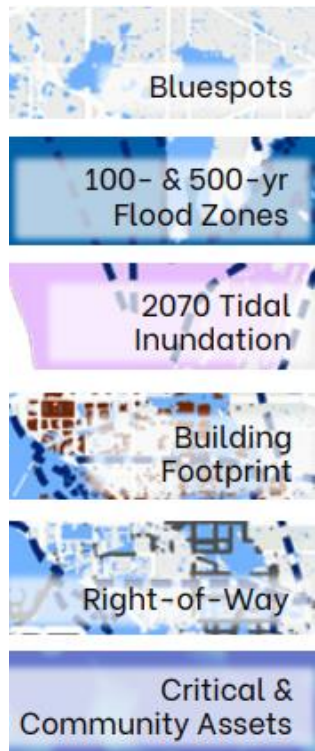 Bluespots
100- & 500-yr
Flood Zones
2070 Tidal
Inundation
Building
Footprint
Right-of-Way
Critical &
Community Assets